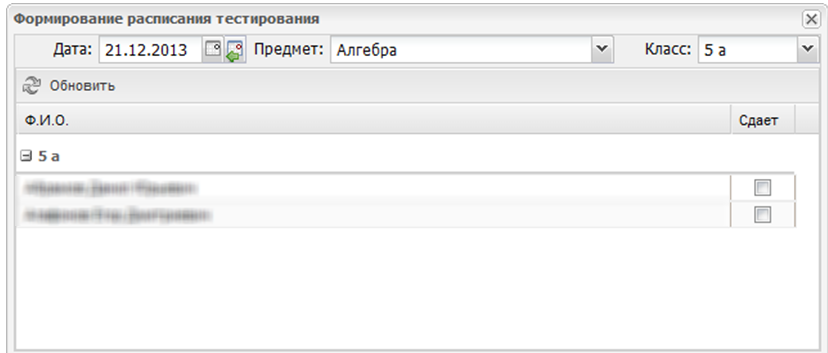 Формирование расписания тестирования
Дата: 21.12.2013 Предмет: Алгебра Класс: 5 а
Обновить
Ф.И.О. Сдает
5 а